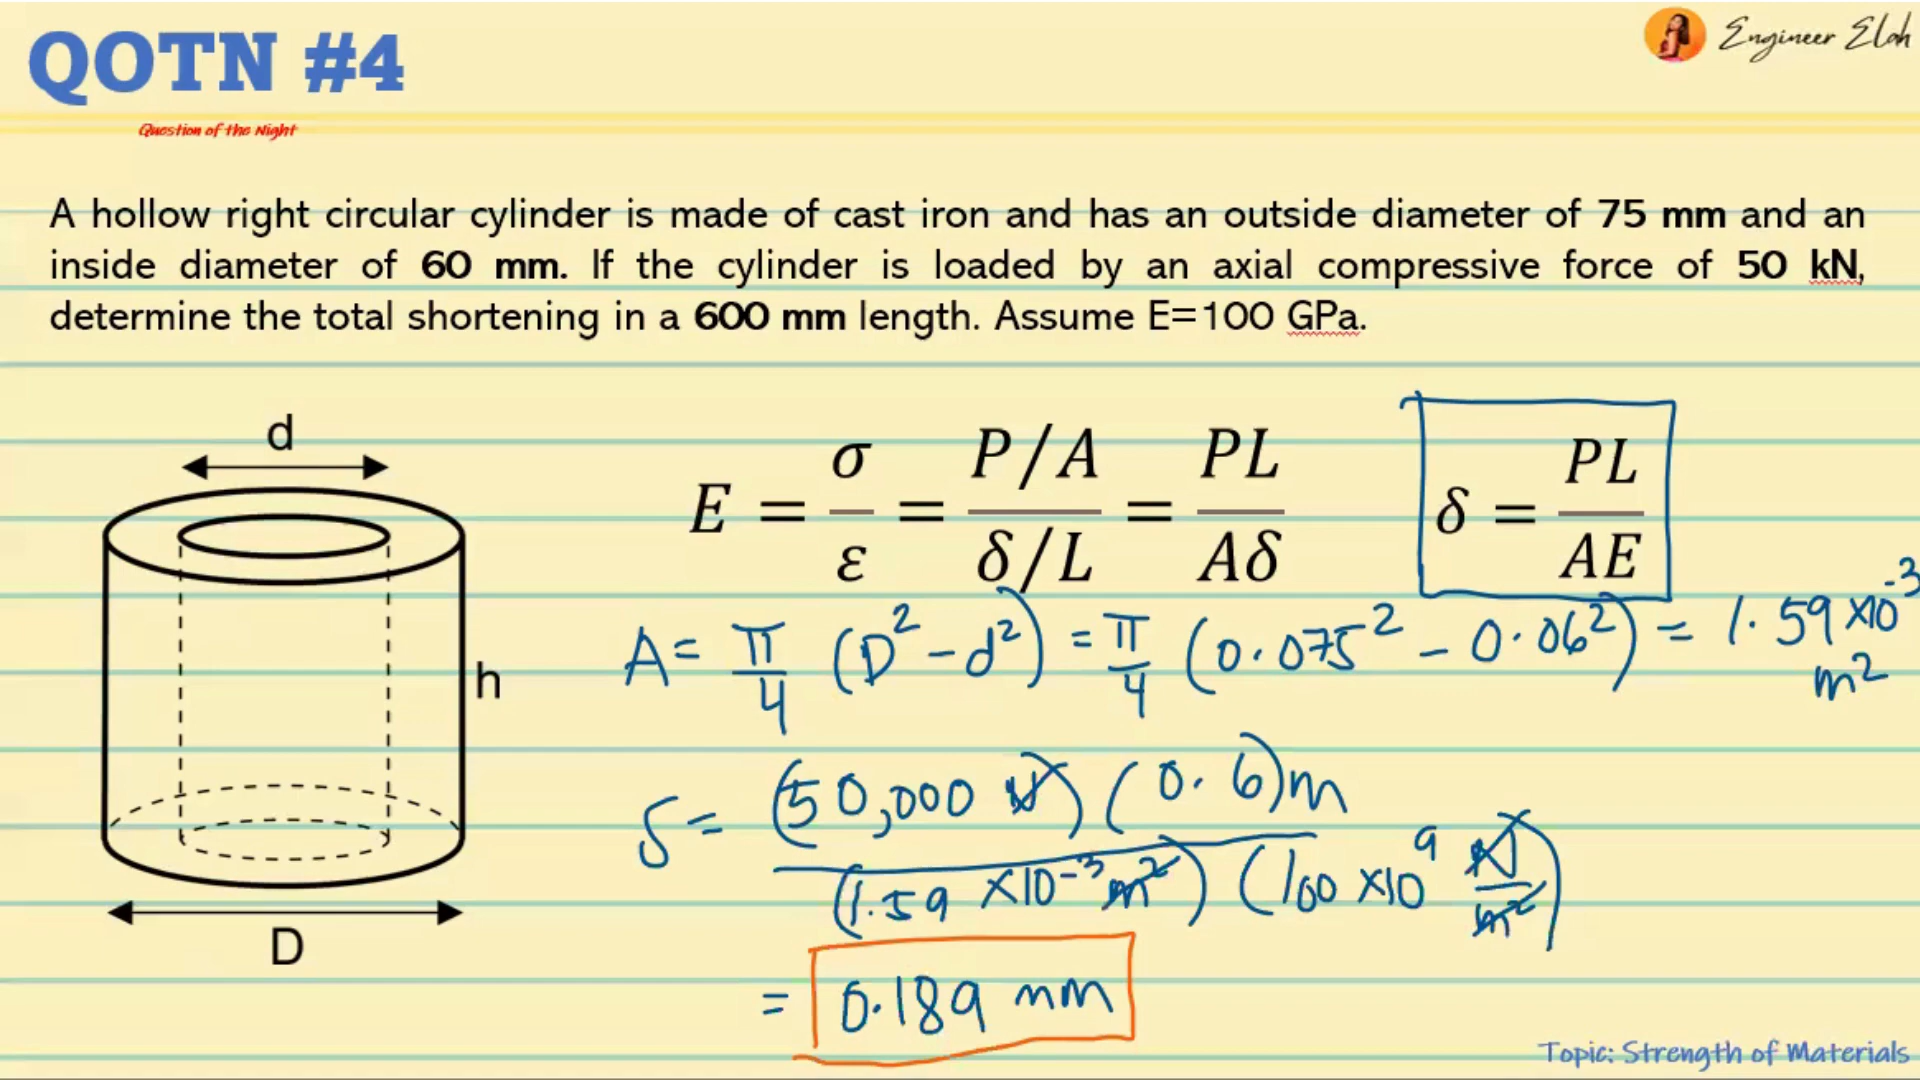 QOTN #4
Engineer Elah
Question of the Night
A hollow right circular cylinder is made of cast iron and has an outside diameter of 75 mm and an
inside diameter of 60 mm. If the cylinder is loaded by an axial compressive force of 50 kN,
determine the total shortening in a 600 mm length. Assume E=100 GPa.
d
h
D
E = σ/ε = (P/A)/(δ/L) = PL/Aδ
δ = PL/AE
A = π/4 (D² - d²) = π/4 (0.075² - 0.06²) = 1.59 x10⁻³ m²
δ = (50,000 N)(0.6)m / (1.59 x10⁻³ m²)(100 x10⁹ N/m²)
= 0.189 mm
Topic: Strength of Materials